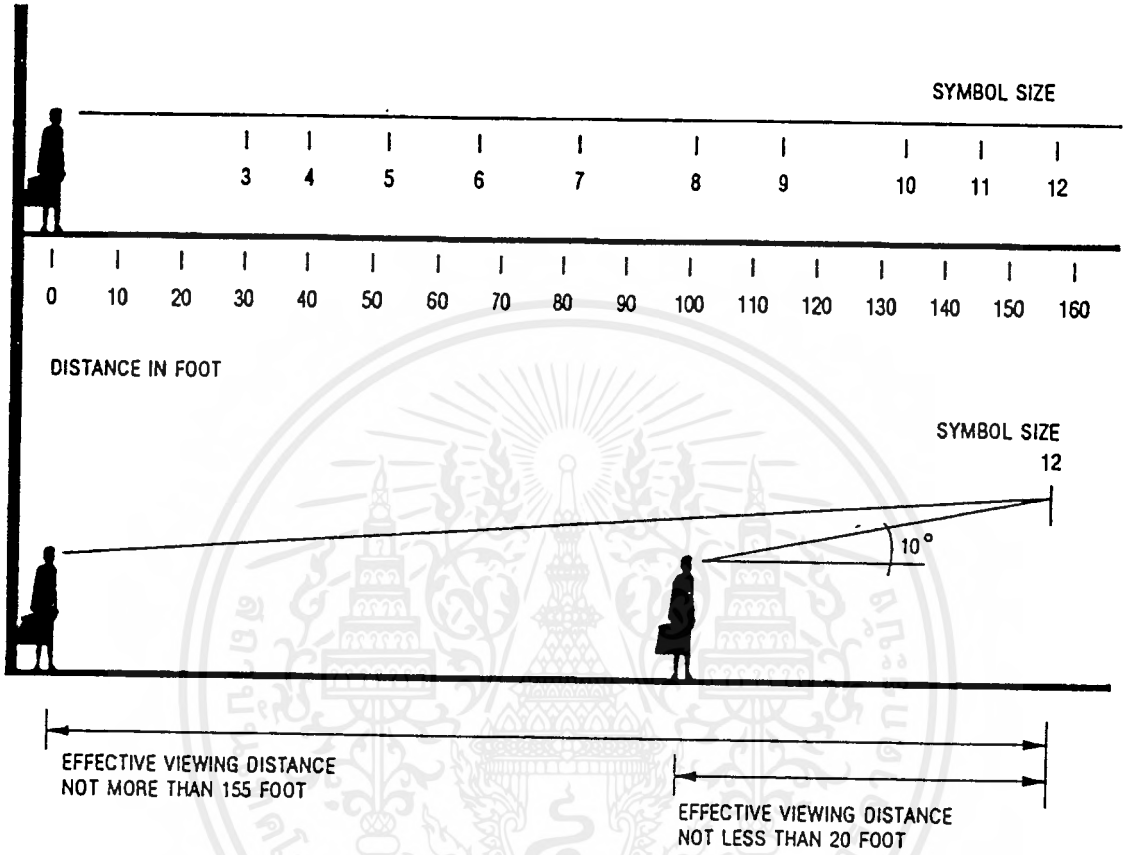 SYMBOL SIZE
3 4 5 6 7 8 9 10 11 12
0 10 20 30 40 50 60 70 80 90 100 110 120 130 140 150 160
DISTANCE IN FOOT
SYMBOL SIZE
12
10°
EFFECTIVE VIEWING DISTANCE
NOT MORE THAN 155 FOOT
EFFECTIVE VIEWING DISTANCE
NOT LESS THAN 20 FOOT